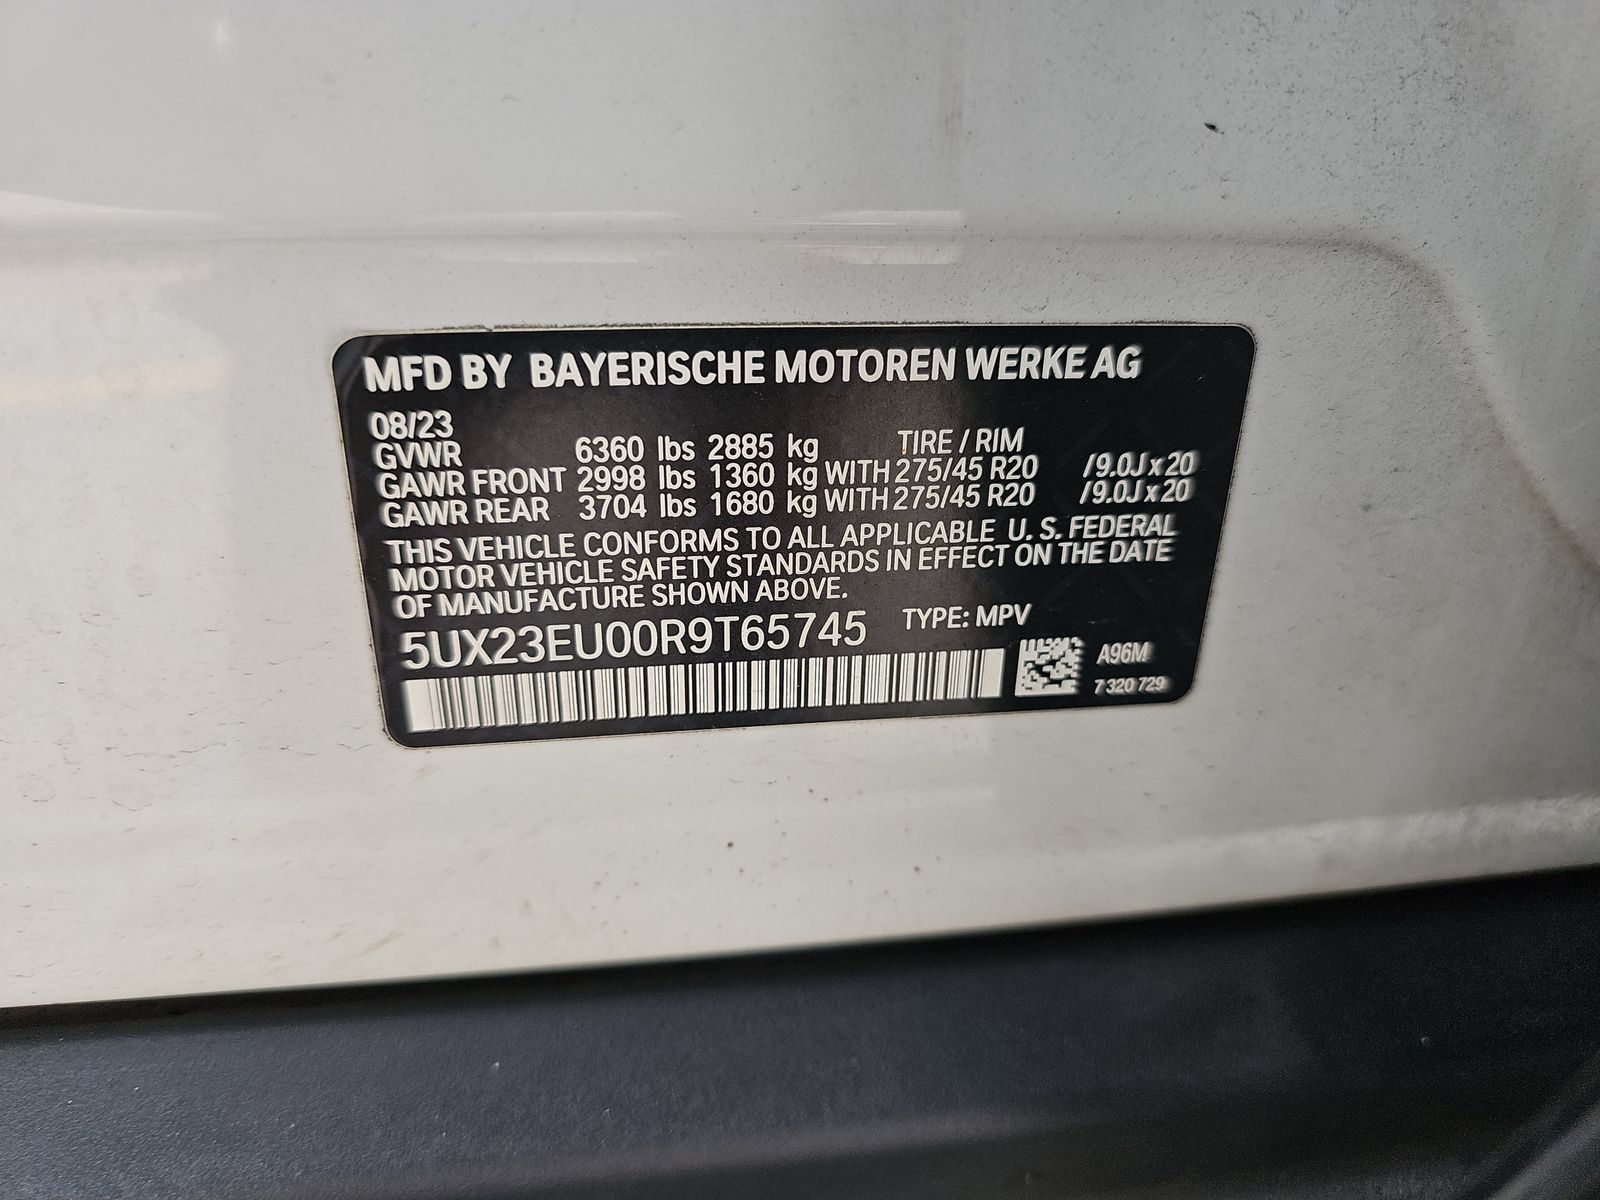 MFD BY BAYERISCHE MOTOREN WERKE AG
08/23
GVWR 6360 lbs 2885 kg TIRE / RIM
GAWR FRONT 2998 lbs 1360 kg WITH 275/45 R20 /9.0J x 20
GAWR REAR 3704 lbs 1680 kg WITH 275/45 R20 /9.0J x 20
THIS VEHICLE CONFORMS TO ALL APPLICABLE U. S. FEDERAL
MOTOR VEHICLE SAFETY STANDARDS IN EFFECT ON THE DATE
OF MANUFACTURE SHOWN ABOVE.
5UX23EU00R9T65745 TYPE: MPV
A96M
7 320 729